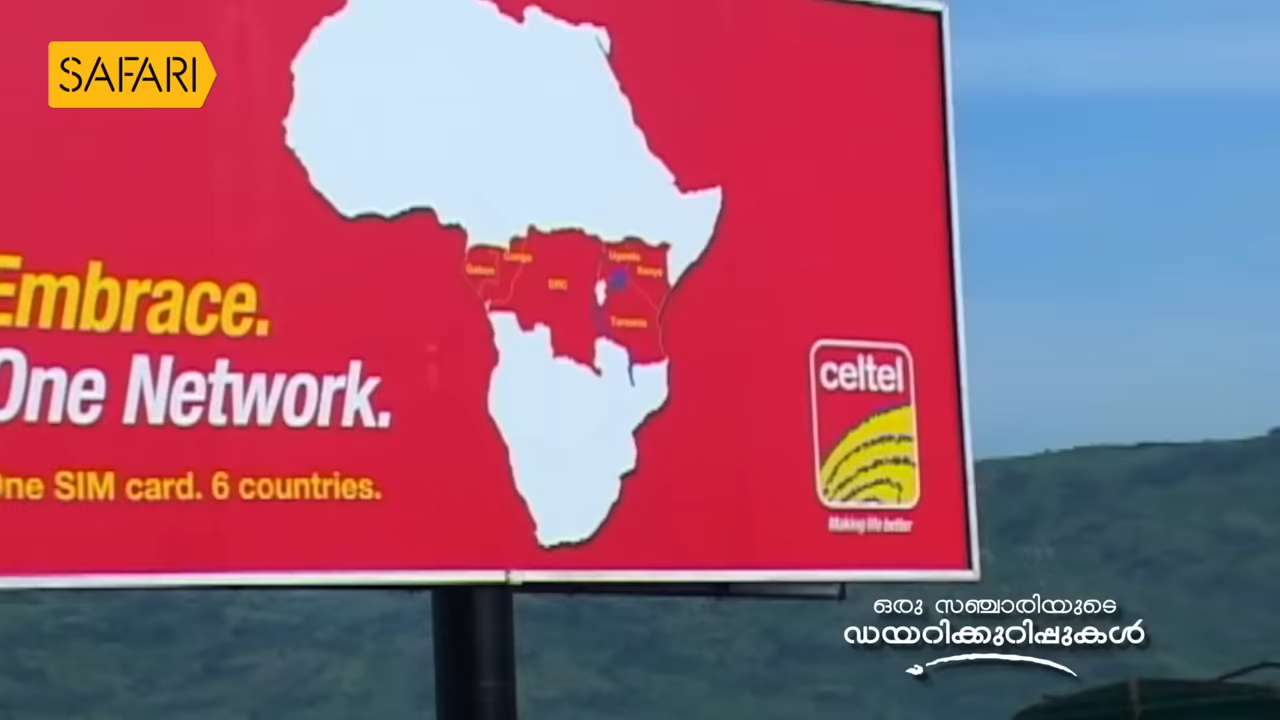 SAFARI
Embrace.
One Network.
One SIM card. 6 countries.
Gabon
Congo
DRC
Uganda
Kenya
Tanzania
celtel
Making life better
ഒരു സഞ്ചാരിയുടെ
ഡയറിക്കുറിപ്പുകൾ